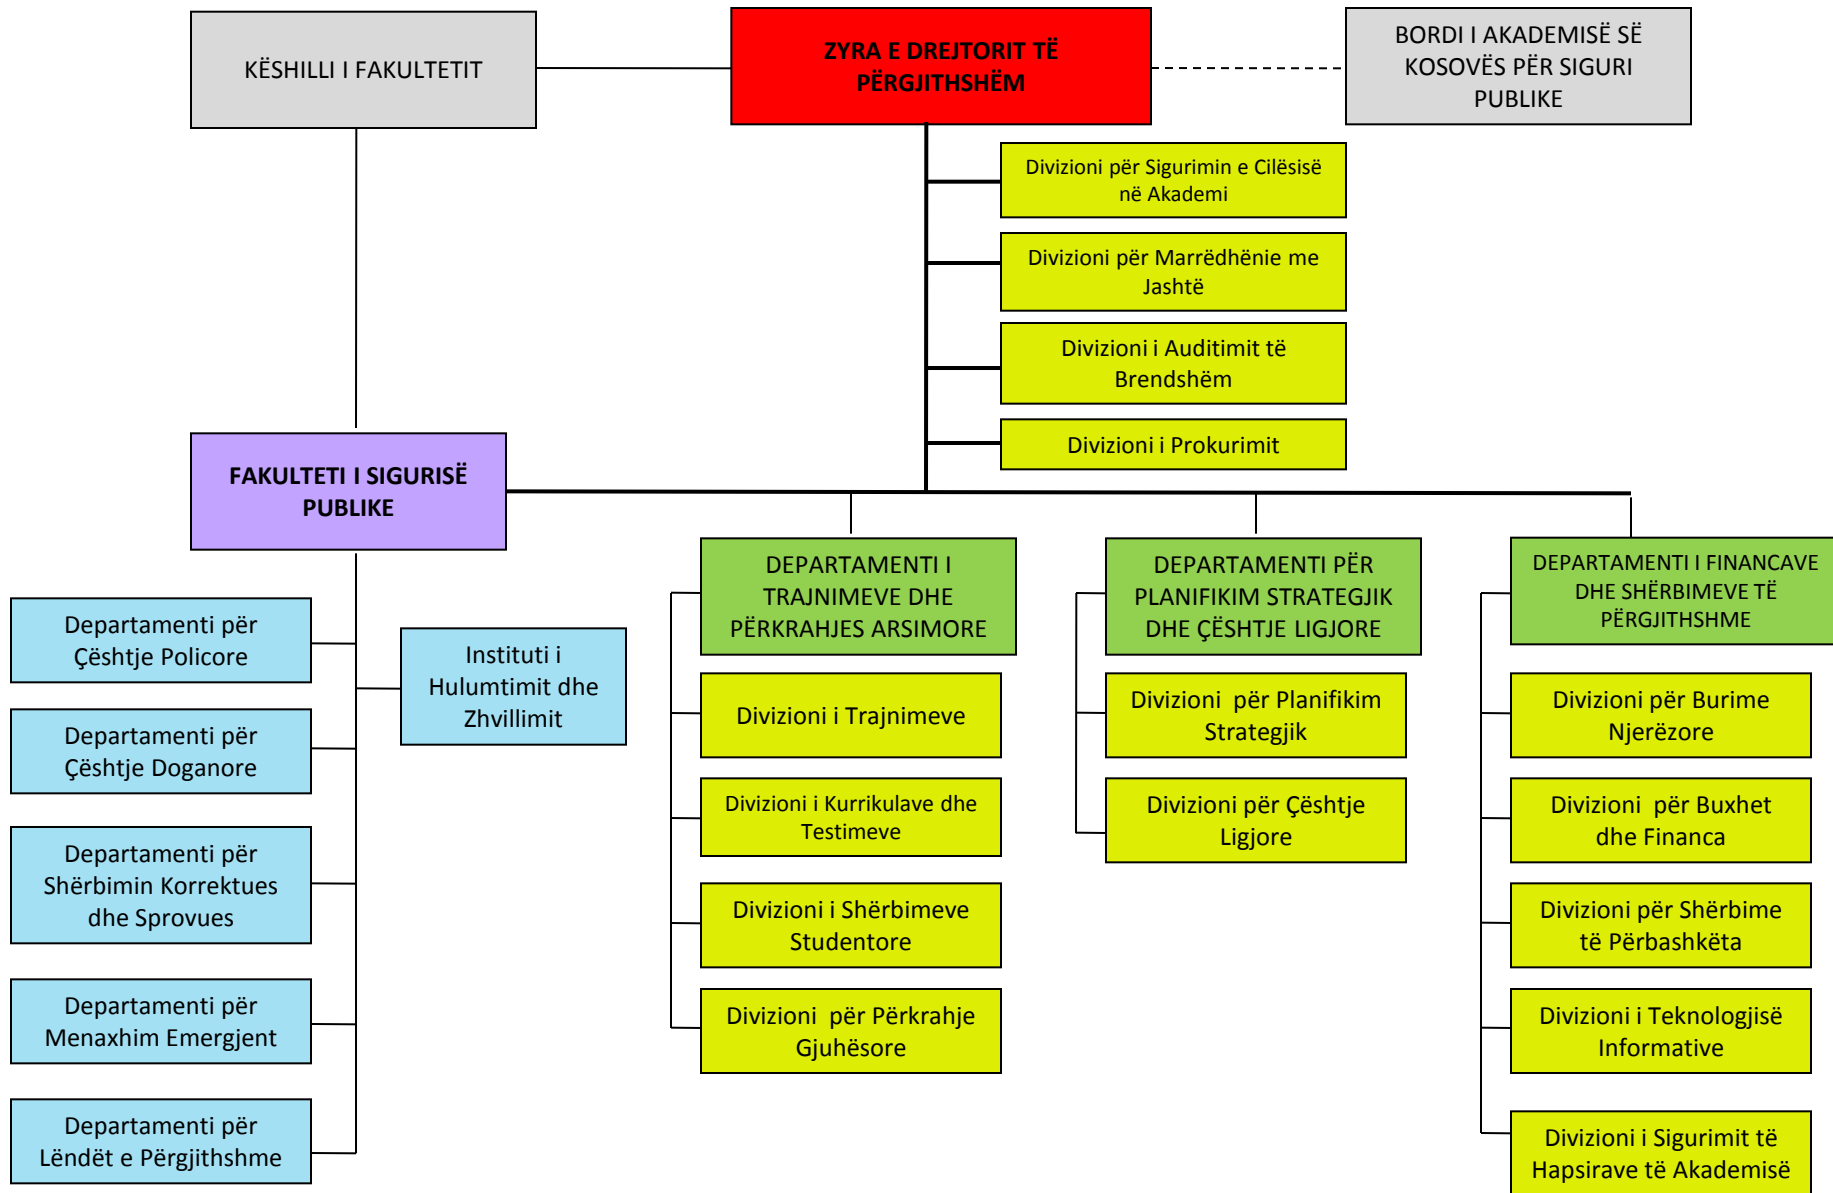 KËSHILLI I FAKULTETIT
ZYRA E DREJTORIT TË
PËRGJITHSHËM
BORDI I AKADEMISË SË
KOSOVËS PËR SIGURI
PUBLIKE
Divizioni për Sigurimin e Cilësisë
në Akademi
Divizioni për Marrëdhënie me
Jashtë
Divizioni i Auditimit të
Brendshëm
Divizioni i Prokurimit
FAKULTETI I SIGURISË
PUBLIKE
Departamenti për
Çështje Policore
Departamenti për
Çështje Doganore
Departamenti për
Shërbimin Korrektues
dhe Sprovues
Departamenti për
Menaxhim Emergjent
Departamenti për
Lëndët e Përgjithshme
Instituti i
Hulumtimit dhe
Zhvillimit
DEPARTAMENTI I
TRAJNIMEVE DHE
PËRKRAHJES ARSIMORE
Divizioni i Trajnimeve
Divizioni i Kurrikulave dhe
Testimeve
Divizioni i Shërbimeve
Studentore
Divizioni për Përkrahje
Gjuhësore
DEPARTAMENTI PËR
PLANIFIKIM STRATEGJIK
DHE ÇËSHTJE LIGJORE
Divizioni për Planifikim
Strategjik
Divizioni për Çështje
Ligjore
DEPARTAMENTI I FINANCAVE
DHE SHËRBIMEVE TË
PËRGJITHSHME
Divizioni për Burime
Njerëzore
Divizioni për Buxhet
dhe Financa
Divizioni për Shërbime
të Përbashkëta
Divizioni i Teknologjisë
Informative
Divizioni i Sigurimit të
Hapsirave të Akademisë